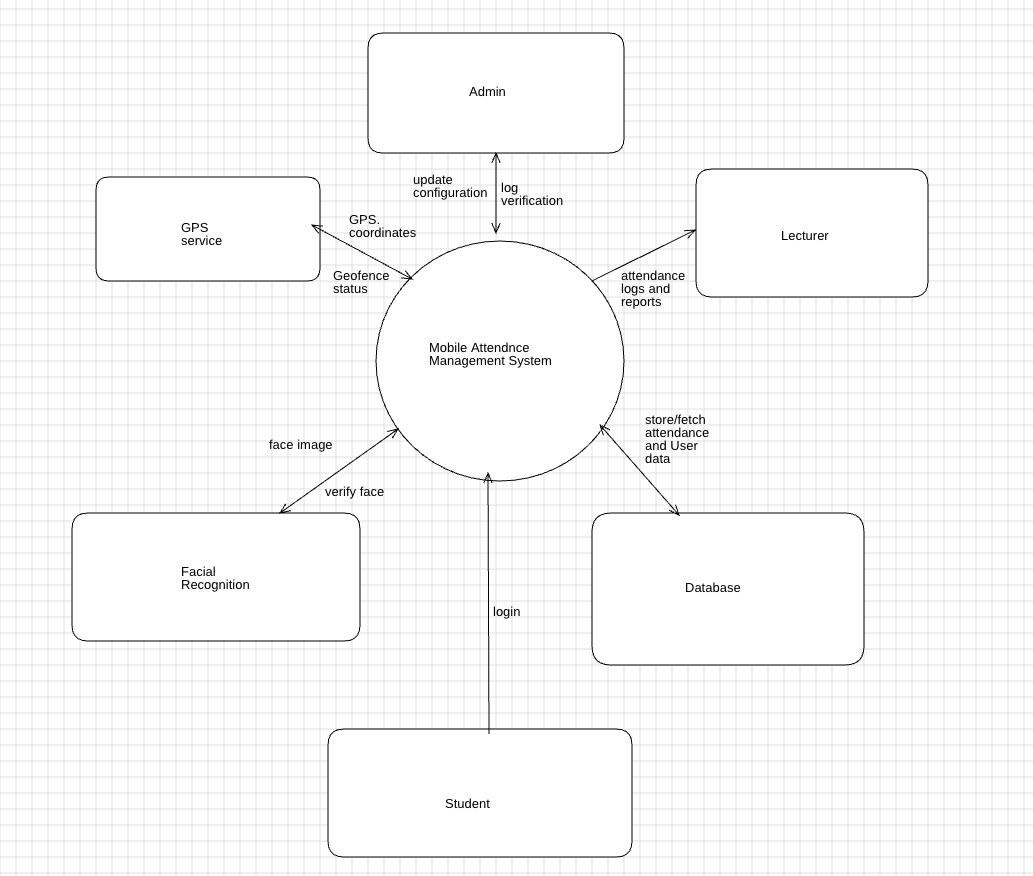 Admin
update
configuration
log
verification
GPS
service
GPS.
coordinates
Geofence
status
Lecturer
attendance
logs and
reports
Mobile Attendnce
Management System
store/fetch
attendance
and User
data
face image
verify face
Facial
Recognition
Database
login
Student